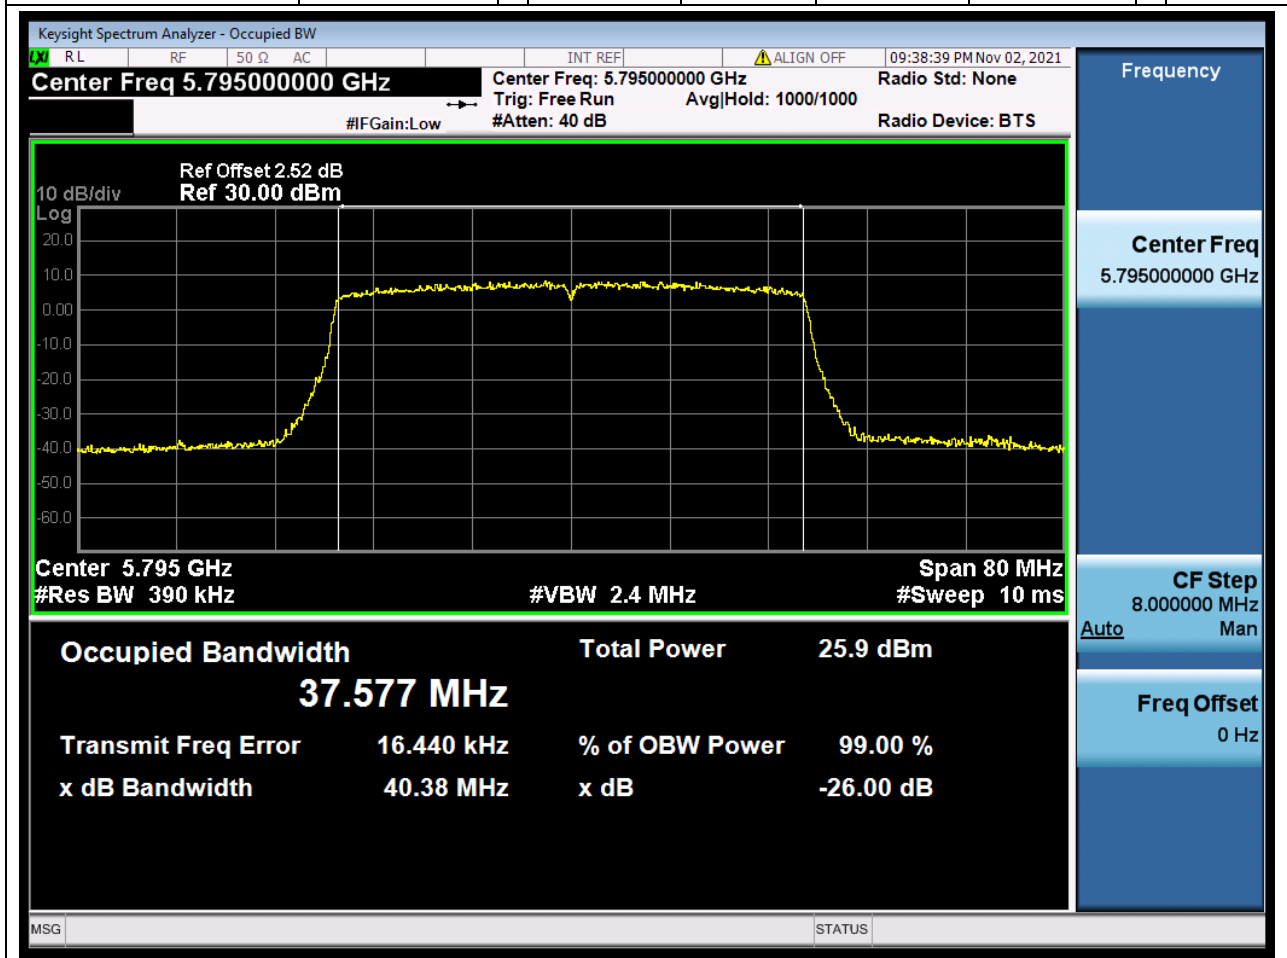 Keysight Spectrum Analyzer - Occupied BW
LXI RL RF 50 Ω AC INT REF ALIGN OFF 09:38:39 PM Nov 02, 2021
Center Freq 5.795000000 GHz
Center Freq: 5.795000000 GHz
Radio Std: None
Trig: Free Run Avg|Hold: 1000/1000
#IFGain:Low
#Atten: 40 dB
Radio Device: BTS
Ref Offset 2.52 dB
10 dB/div Ref 30.00 dBm
Log
20.0
10.0
0.00
-10.0
-20.0
-30.0
-40.0
-50.0
-60.0
Center 5.795 GHz Span 80 MHz
#Res BW 390 kHz #VBW 2.4 MHz #Sweep 10 ms
Occupied Bandwidth Total Power 25.9 dBm
37.577 MHz
Transmit Freq Error 16.440 kHz % of OBW Power 99.00 %
x dB Bandwidth 40.38 MHz x dB -26.00 dB
MSG STATUS
Frequency
Center Freq
5.795000000 GHz
CF Step
8.000000 MHz
Auto Man
Freq Offset
0 Hz